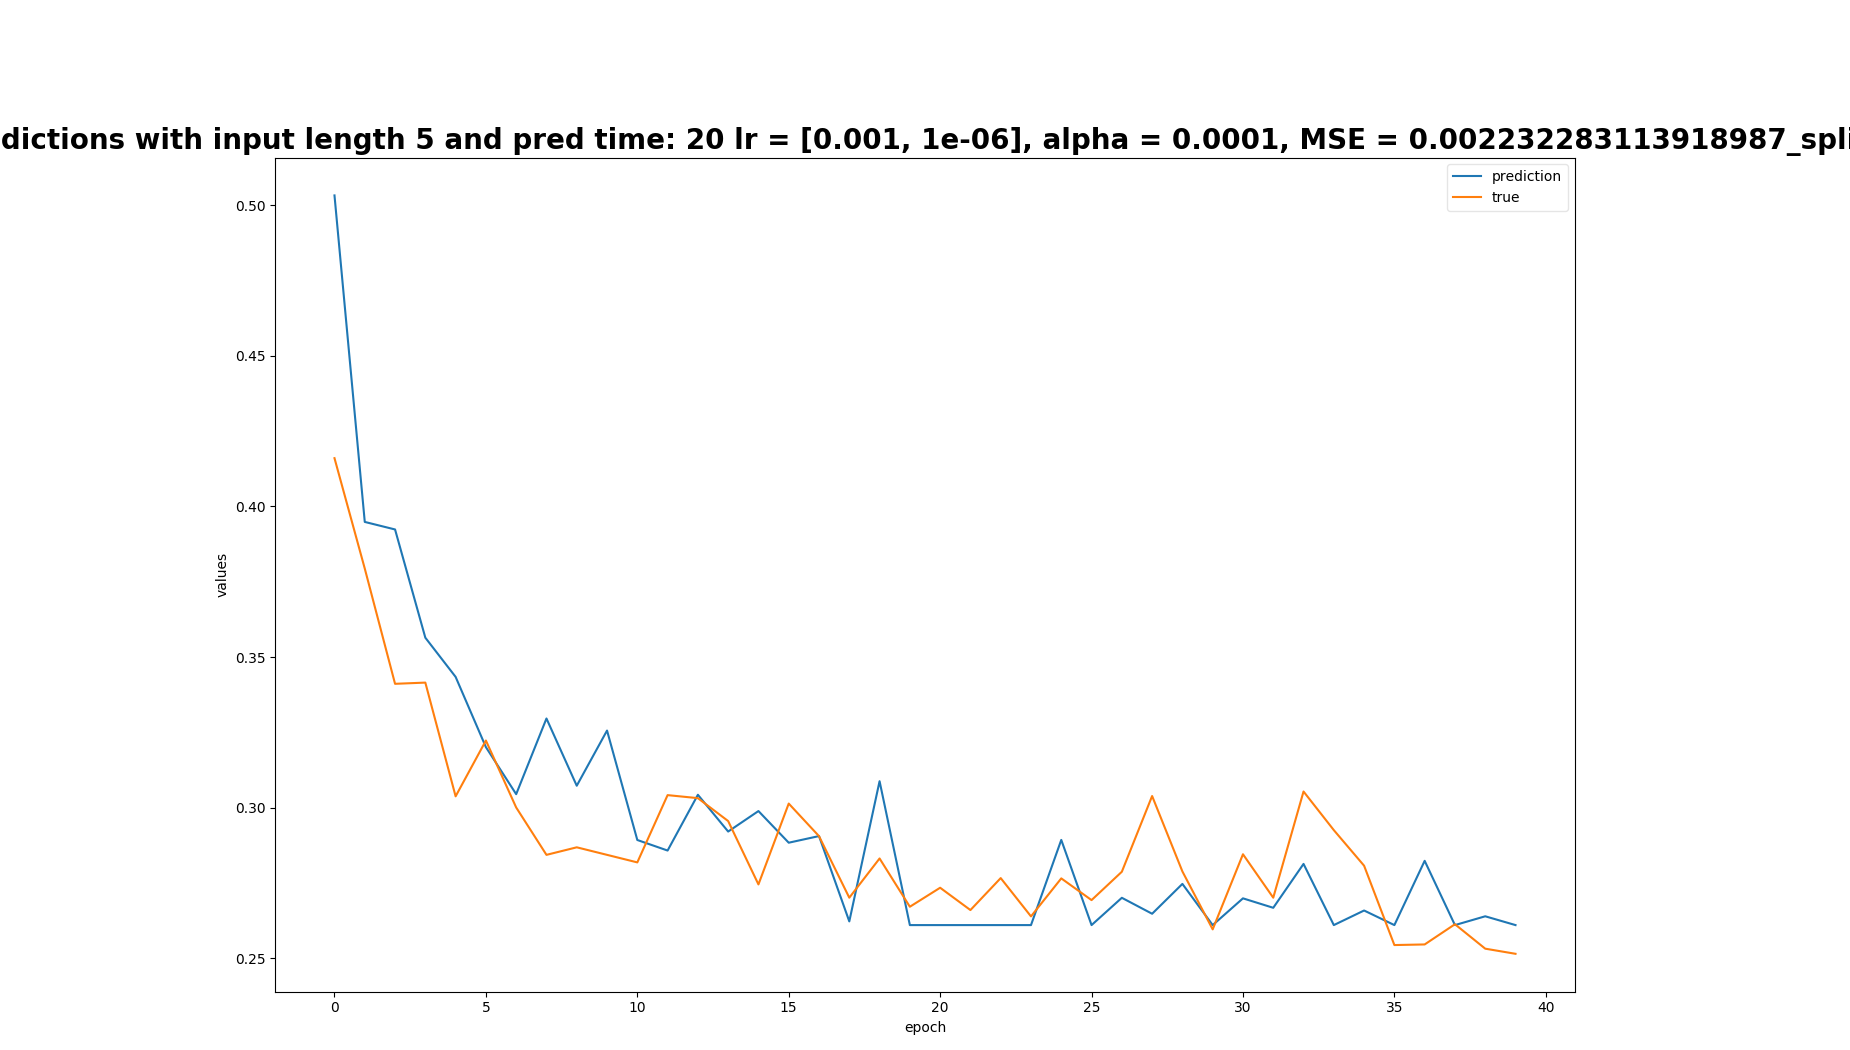 dictions with input length 5 and pred time: 20 lr = [0.001, 1e-06], alpha = 0.0001, MSE = 0.002232283113918987_spli
prediction
true
0.50
0.45
0.40
0.35
0.30
0.25
values
0 5 10 15 20 25 30 35 40
epoch